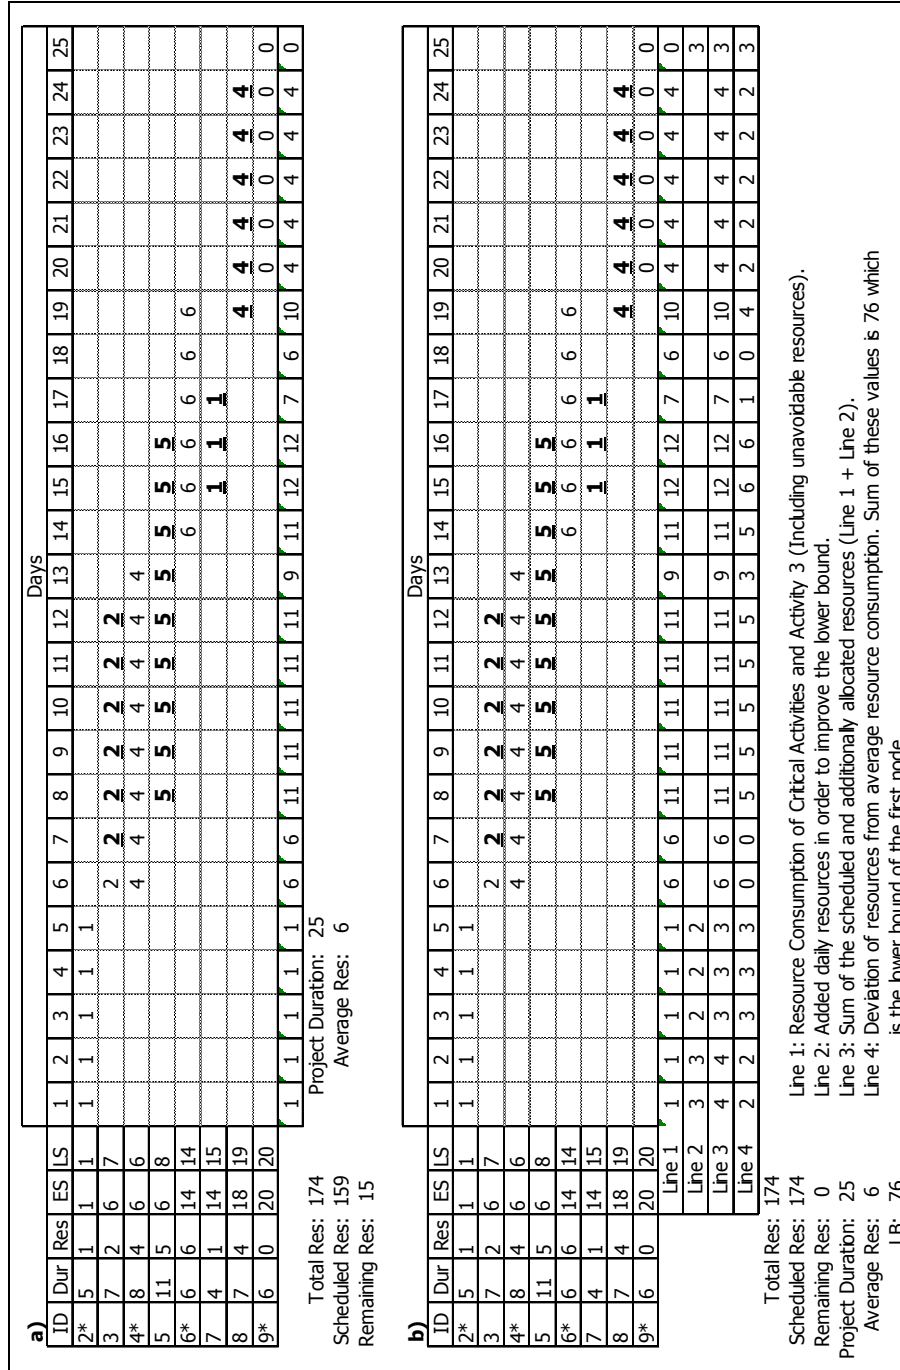 a)
Days
ID Dur Res ES LS 1 2 3 4 5 6 7 8 9 10 11 12 13 14 15 16 17 18 19 20 21 22 23 24 25
2* 5 1 1 1 1 1 1 1 1
3 7 2 6 7 2 2 2 2 2 2 2
4* 8 4 6 6 4 4 4 4 4 4 4 4
5 11 5 6 8 5 5 5 5 5 5 5 5 5
6* 6 6 14 14 6 6 6 6 6 6
7 4 1 14 15 1 1 1
8 7 4 18 19 4 4 4 4 4 4
9* 6 0 20 20 0 0 0 0 0 0
1 1 1 1 1 6 6 11 11 11 11 11 9 11 12 12 7 6 10 4 4 4 4 4 0
Total Res: 174 Project Duration: 25
Scheduled Res: 159 Average Res: 6
Remaining Res: 15
b)
Days
ID Dur Res ES LS 1 2 3 4 5 6 7 8 9 10 11 12 13 14 15 16 17 18 19 20 21 22 23 24 25
2* 5 1 1 1 1 1 1 1 1
3 7 2 6 7 2 2 2 2 2 2 2
4* 8 4 6 6 4 4 4 4 4 4 4 4
5 11 5 6 8 5 5 5 5 5 5 5 5 5
6* 6 6 14 14 6 6 6 6 6 6
7 4 1 14 15 1 1 1
8 7 4 18 19 4 4 4 4 4 4
9* 6 0 20 20 0 0 0 0 0 0
Line 1 1 1 1 1 1 6 6 11 11 11 11 11 9 11 12 12 7 6 10 4 4 4 4 4 0
Line 2 3 3 2 2 2 3
Line 3 4 4 3 3 3 6 6 11 11 11 11 11 9 11 12 12 7 6 10 4 4 4 4 4 3
Line 4 2 2 3 3 3 0 0 5 5 5 5 5 3 5 6 6 1 0 4 2 2 2 2 2 3
Total Res: 174 Line 1: Resource Consumption of Critical Activities and Activity 3 (Including unavoidable resources).
Scheduled Res: 174 Line 2: Added daily resources in order to improve the lower bound.
Remaining Res: 0 Line 3: Sum of the scheduled and additionally allocated resources (Line 1 + Line 2).
Project Duration: 25 Line 4: Deviation of resources from average resource consumption. Sum of these values is 76 which
Average Res: 6 is the lower bound of the first node
LB: 76